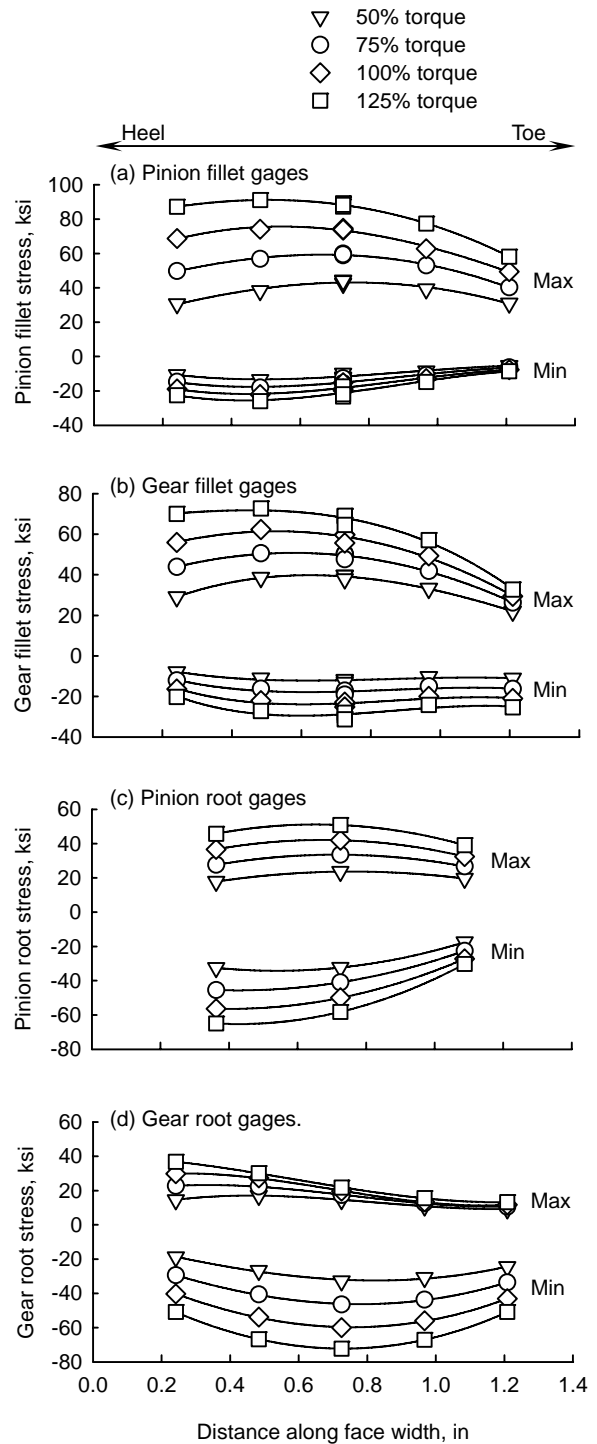 50% torque
75% torque
100% torque
125% torque
Heel Toe
(a) Pinion fillet gages
100
80
60
40
20
0
-20
-40
Pinion fillet stress, ksi
Max
Min
(b) Gear fillet gages
80
60
40
20
0
-20
-40
Gear fillet stress, ksi
Max
Min
(c) Pinion root gages
60
40
20
0
-20
-40
-60
-80
Pinion root stress, ksi
Max
Min
(d) Gear root gages.
60
40
20
0
-20
-40
-60
-80
Gear root stress, ksi
Max
Min
0.0 0.2 0.4 0.6 0.8 1.0 1.2 1.4
Distance along face width, in